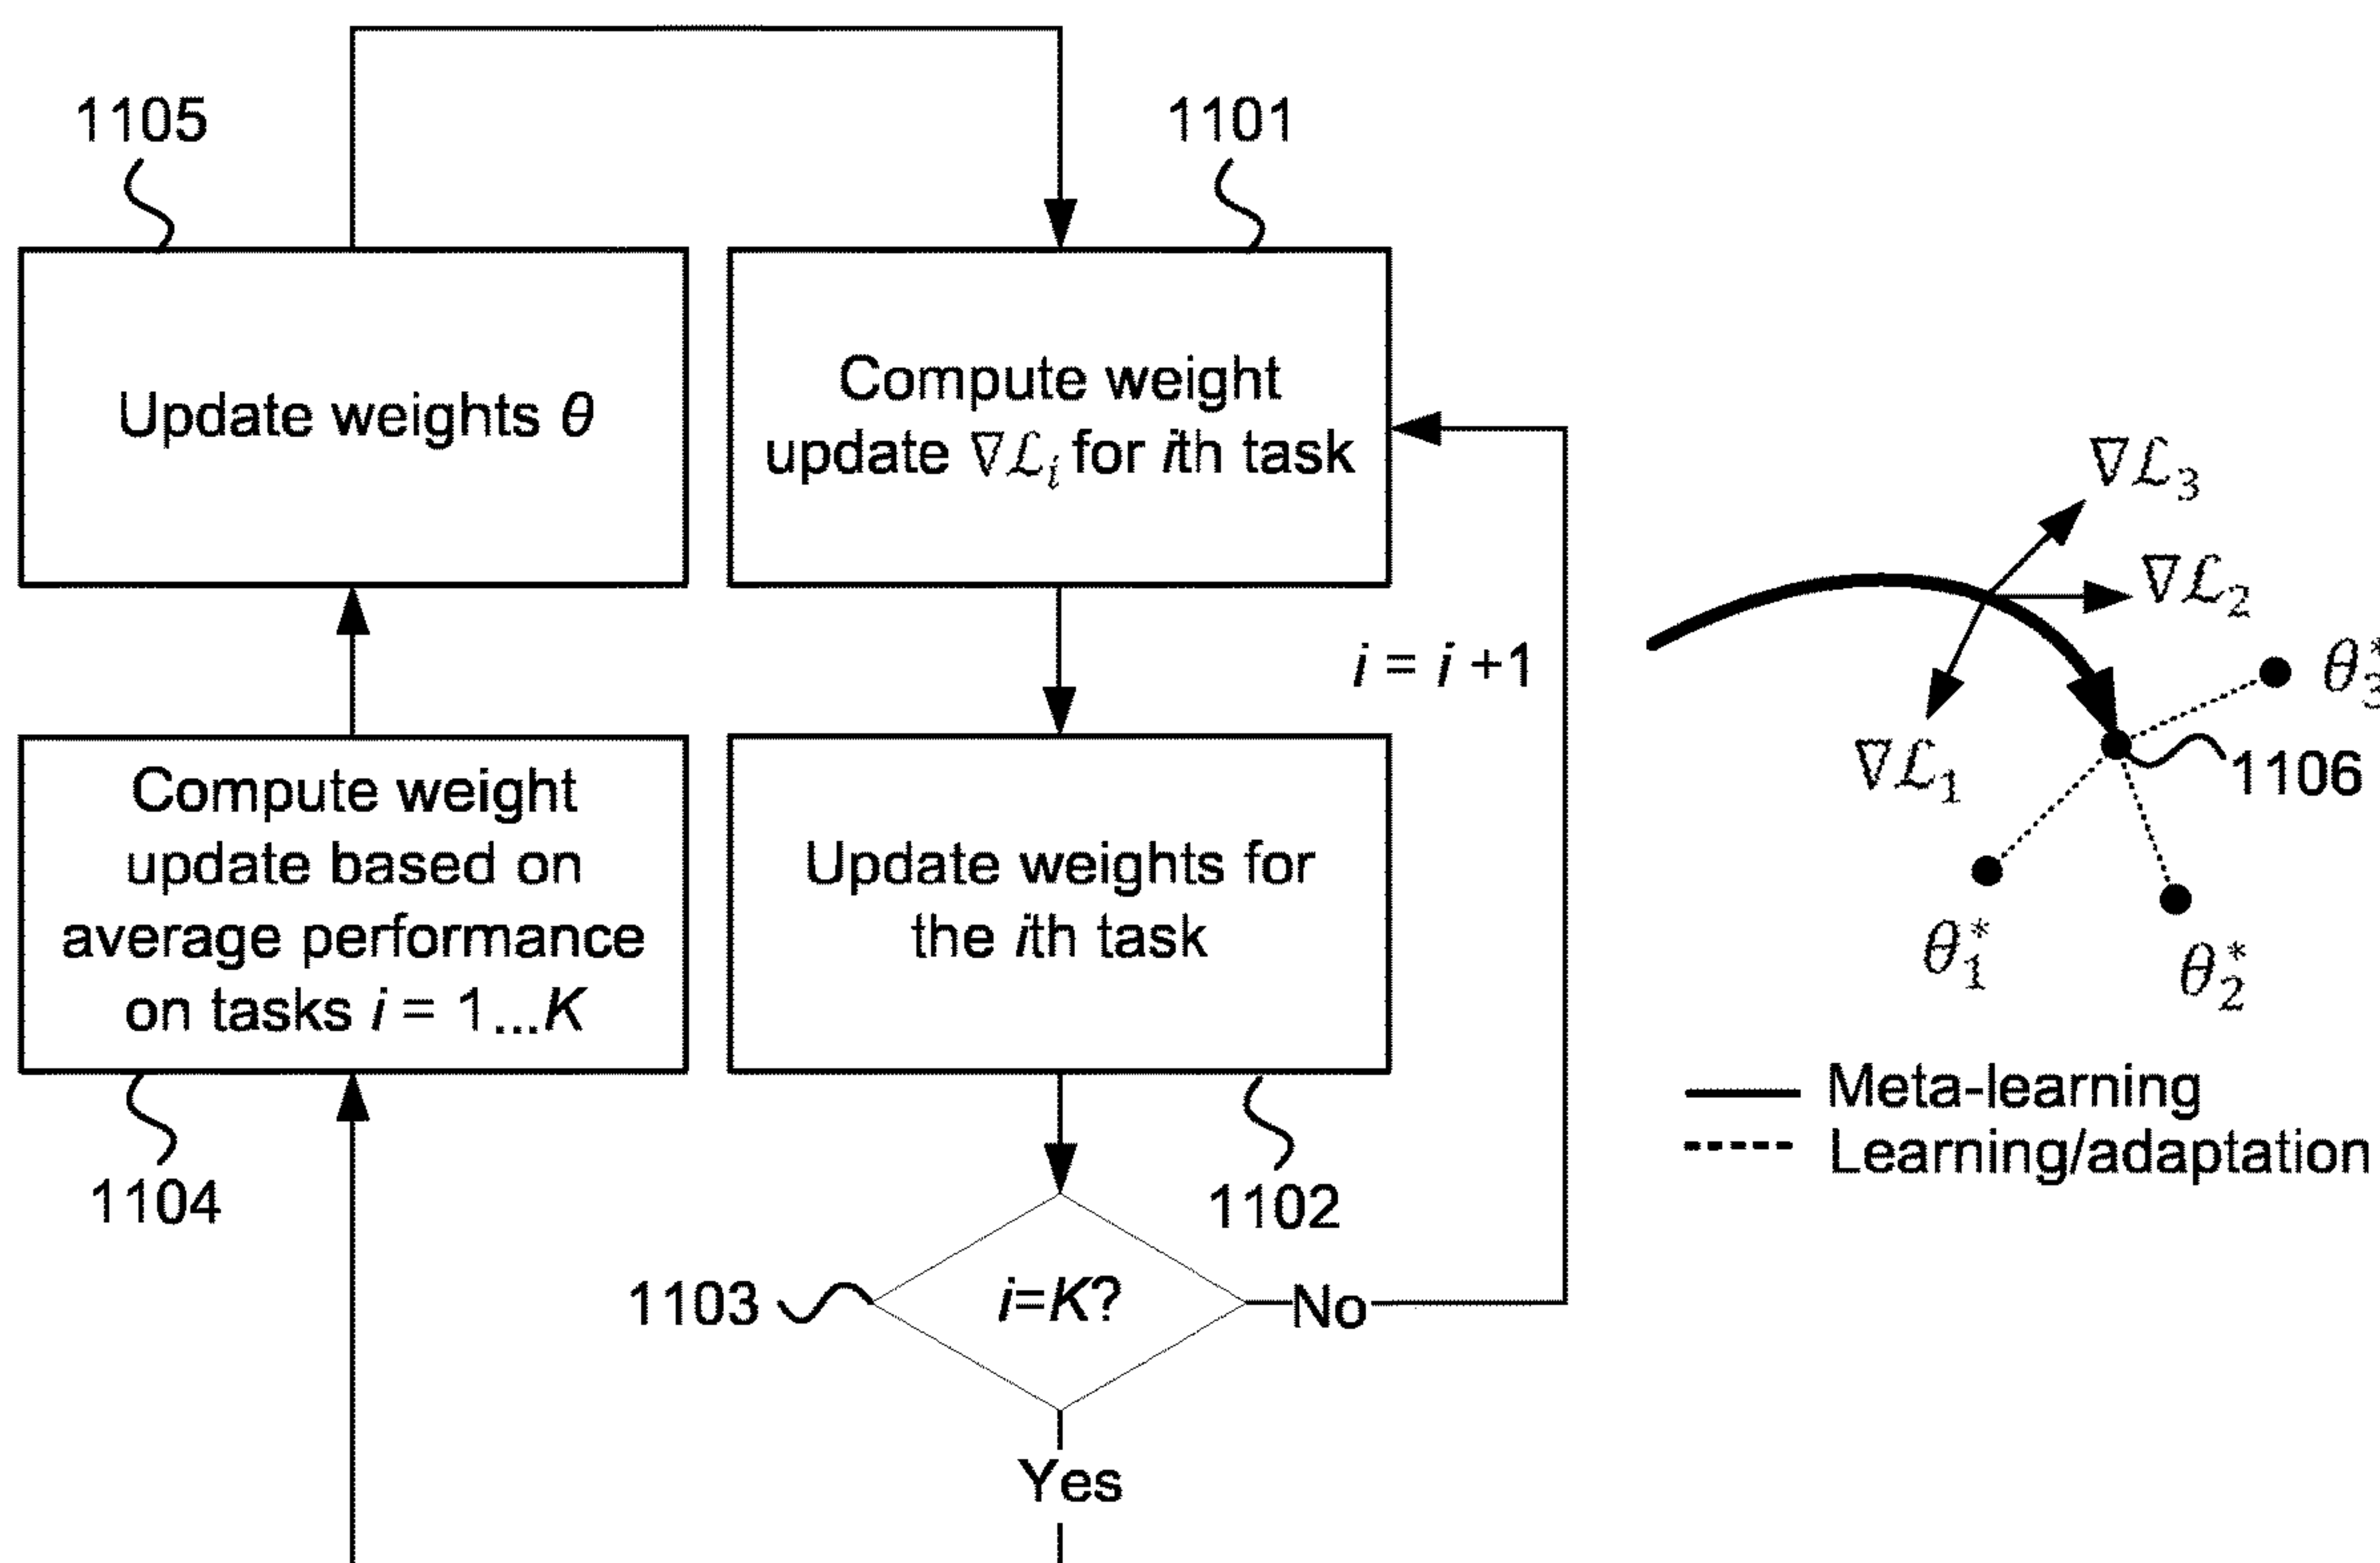 1105
1101
Update weights θ
Compute weight
update ∇ℒᵢ for ith task
i = i +1
Compute weight
update based on
average performance
on tasks i = 1...K
Update weights for
the ith task
1104
1102
1103
i=K?
No
Yes
∇ℒ₃
∇ℒ₂
∇ℒ₁
θ₃*
1106
θ₁*
θ₂*
Meta-learning
Learning/adaptation